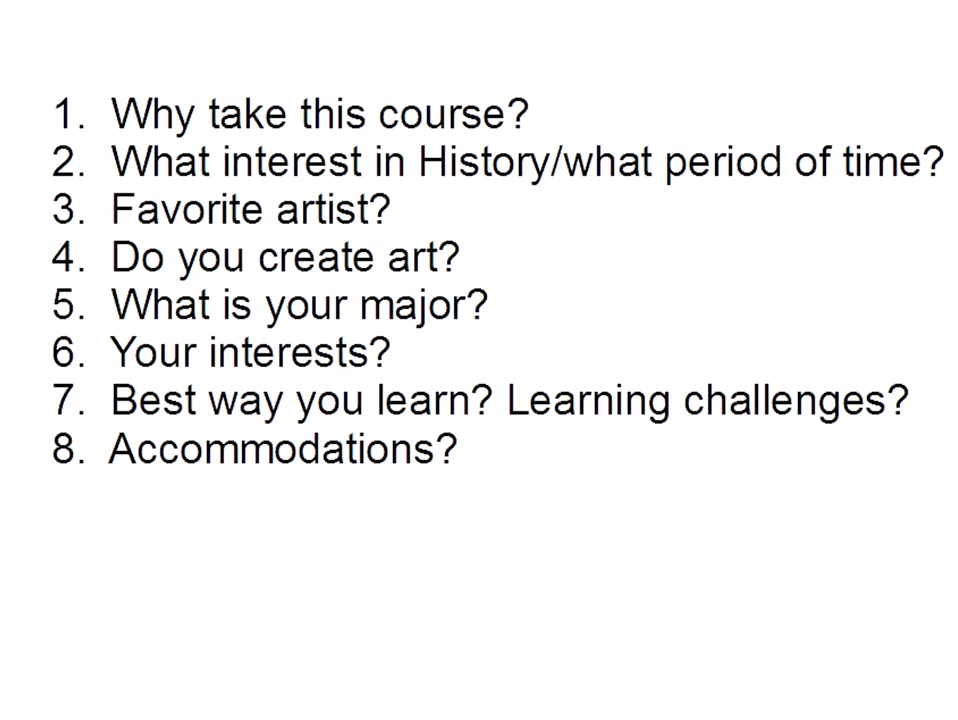 1. Why take this course?
2. What interest in History/what period of time?
3. Favorite artist?
4. Do you create art?
5. What is your major?
6. Your interests?
7. Best way you learn? Learning challenges?
8. Accommodations?